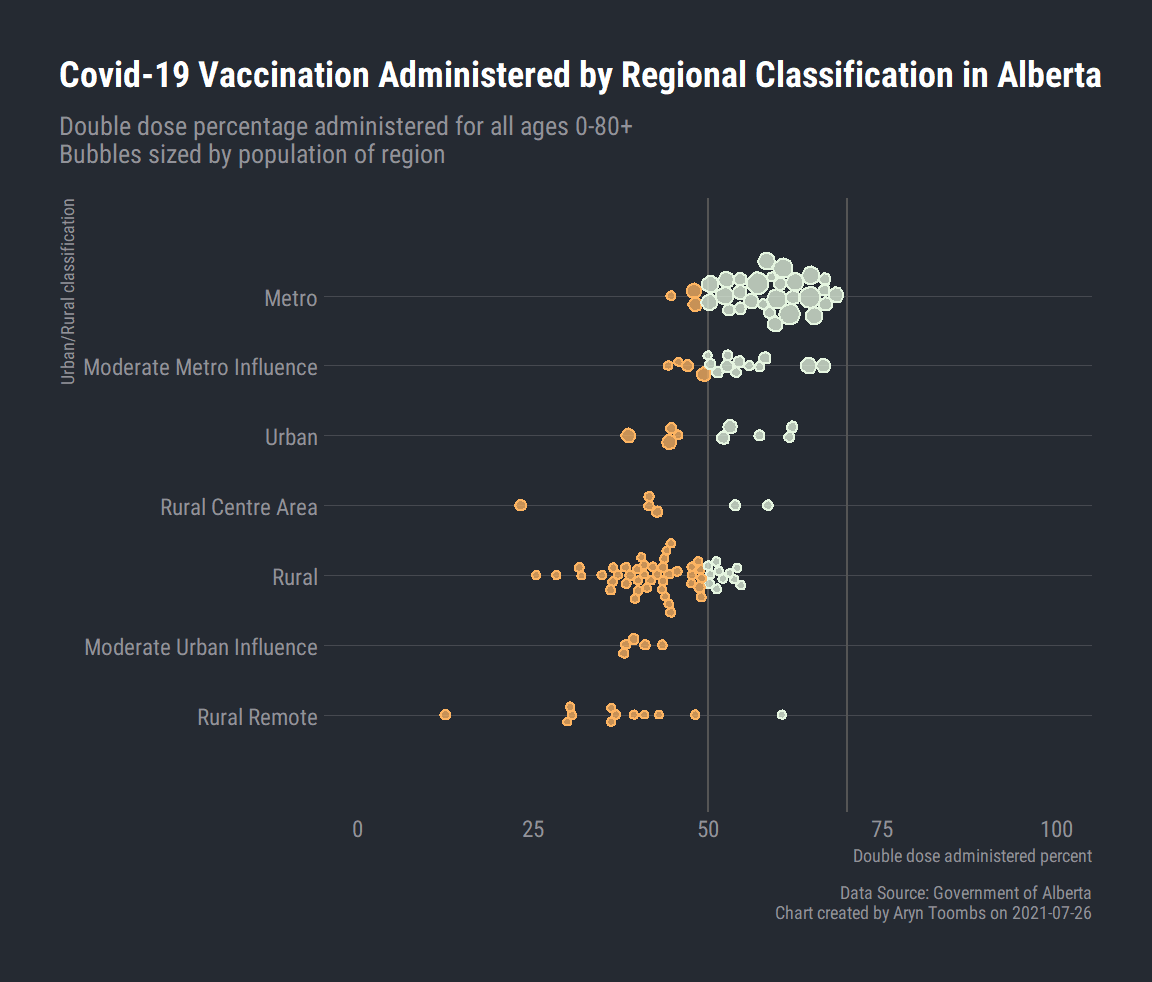 Covid-19 Vaccination Administered by Regional Classification in Alberta
Double dose percentage administered for all ages 0-80+
Bubbles sized by population of region
Urban/Rural classification
Metro
Moderate Metro Influence
Urban
Rural Centre Area
Rural
Moderate Urban Influence
Rural Remote
0 25 50 75 100
Double dose administered percent
Data Source: Government of Alberta
Chart created by Aryn Toombs on 2021-07-26